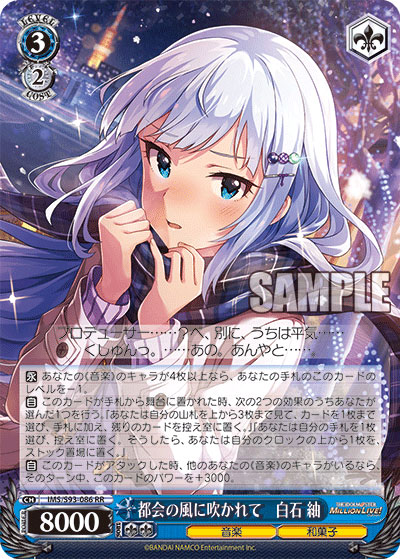 LEVEL
3
2
COST
SAMPLE
プロデューサー……？へ、別に、うちは平気……
くしゅんっ。……あの。あんやと……。
永 あなたの《音楽》のキャラが4枚以上なら、あなたの手札のこのカードの
レベルを－1。
自 このカードが手札から舞台に置かれた時、次の2つの効果のうちあなたが
選んだ1つを行う。『あなたは自分の山札を上から3枚まで見て、カードを1枚まで
選び、手札に加え、残りのカードを控え室に置く。』『あなたは自分の手札を1枚
選び、控え室に置く。そうしたら、あなたは自分のクロックの上から1枚を、
ストック置場に置く。』
自 このカードがアタックした時、他のあなたの《音楽》のキャラがいるなら、
そのターン中、このカードのパワーを＋3000。
CH IMS/S93-086 RR
POWER
8000
都会の風に吹かれて 白石 紬
THE IDOLM@STER
MILLION LIVE!
音楽
和菓子
©BANDAI NAMCO Entertainment Inc.